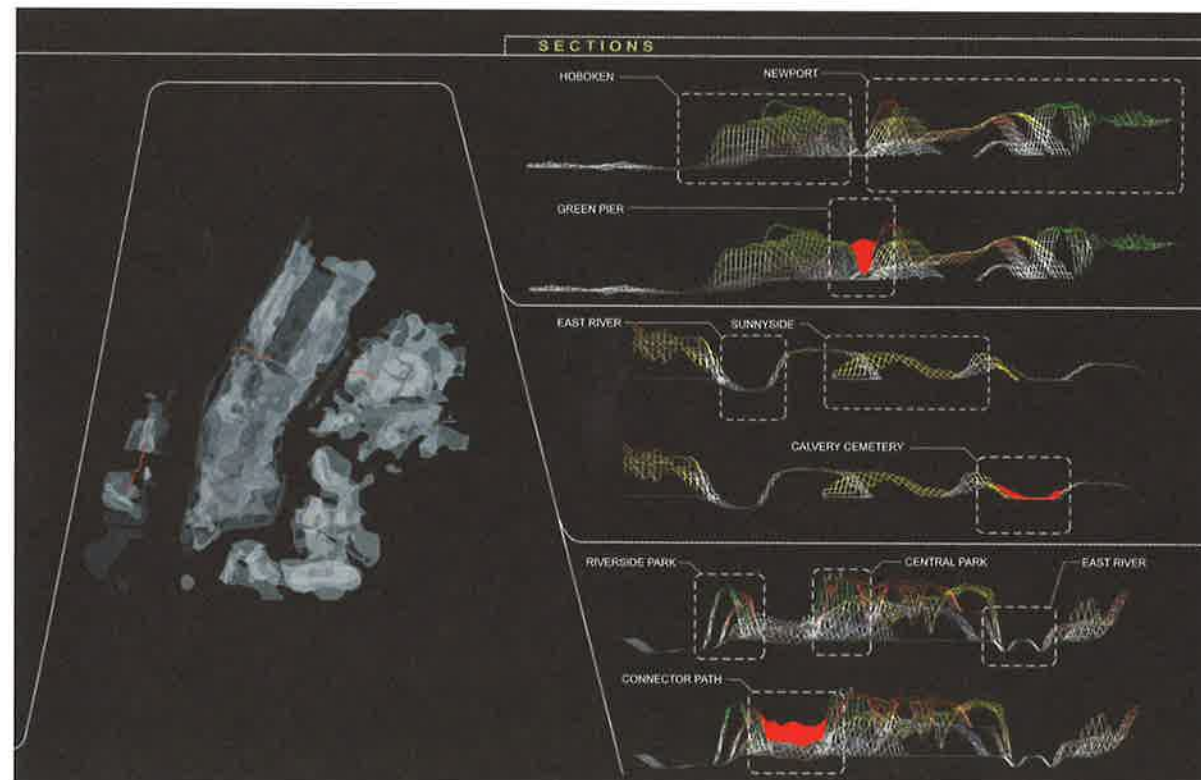 SECTIONS
HOBOKEN
NEWPORT
GREEN PIER
EAST RIVER
SUNNYSIDE
CALVERY CEMETERY
RIVERSIDE PARK
CENTRAL PARK
EAST RIVER
CONNECTOR PATH